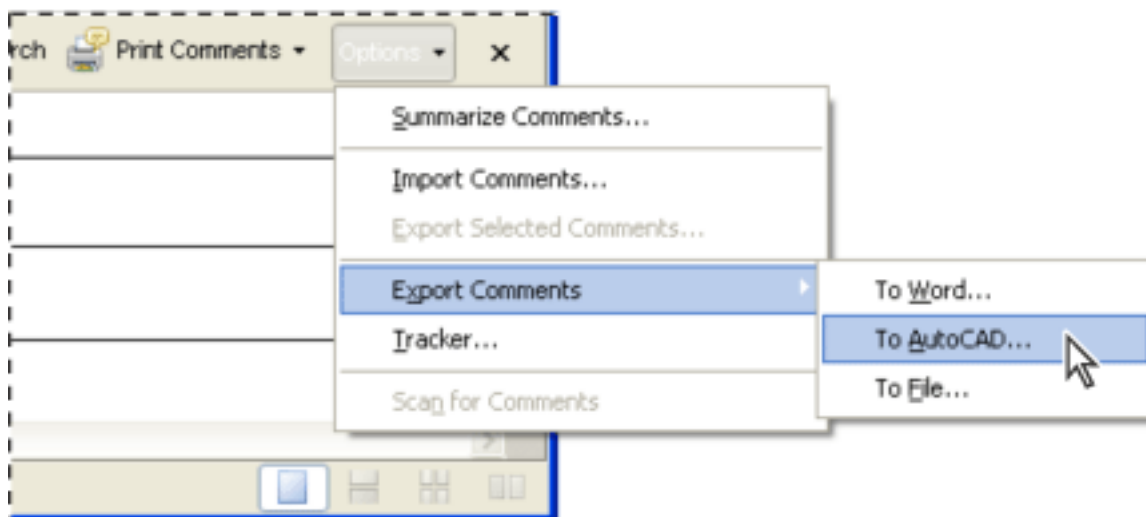 rch Print Comments Options
Summarize Comments...
Import Comments...
Export Selected Comments...
Export Comments
To Word...
Tracker...
To AutoCAD...
To File...
Scan for Comments